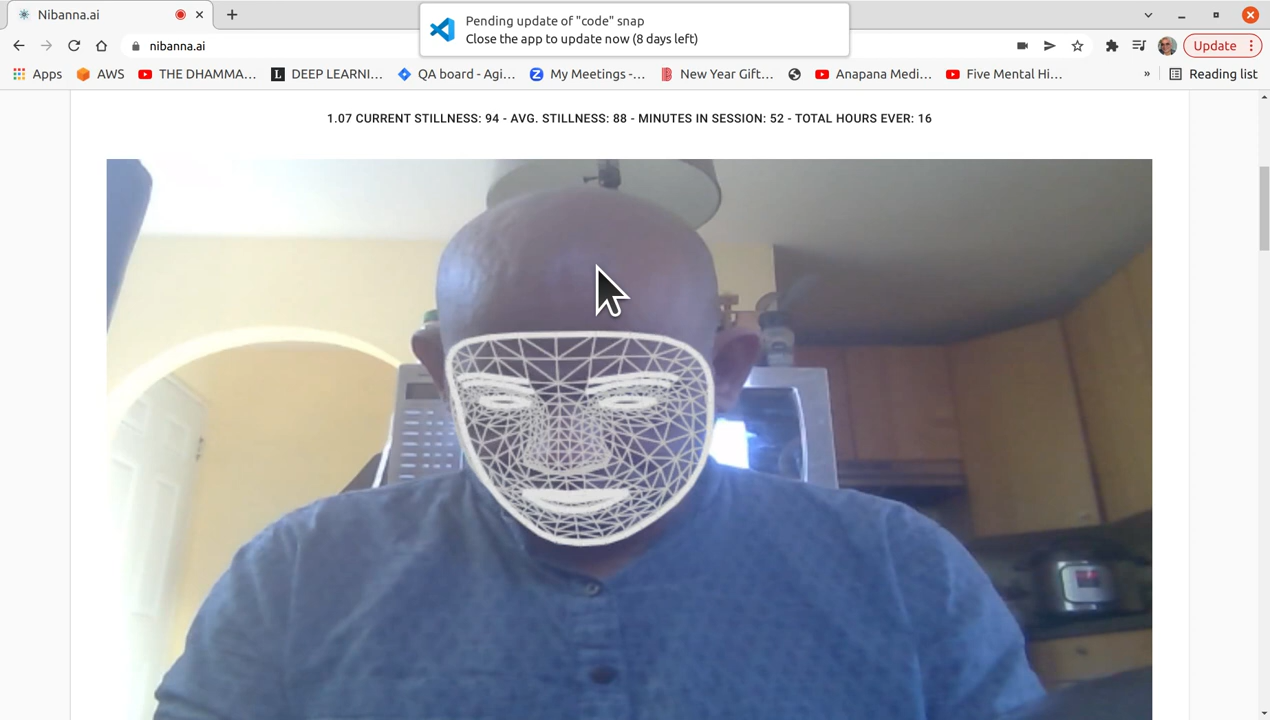 Nibanna.ai
Pending update of "code" snap
Close the app to update now (8 days left)
nibanna.ai
Update
Apps
AWS
THE DHAMMA...
DEEP LEARNI...
QA board - Agi...
My Meetings -...
New Year Gift...
Anapana Medi...
Five Mental Hi...
»
Reading list
1.07 CURRENT STILLNESS: 94 - AVG. STILLNESS: 88 - MINUTES IN SESSION: 52 - TOTAL HOURS EVER: 16